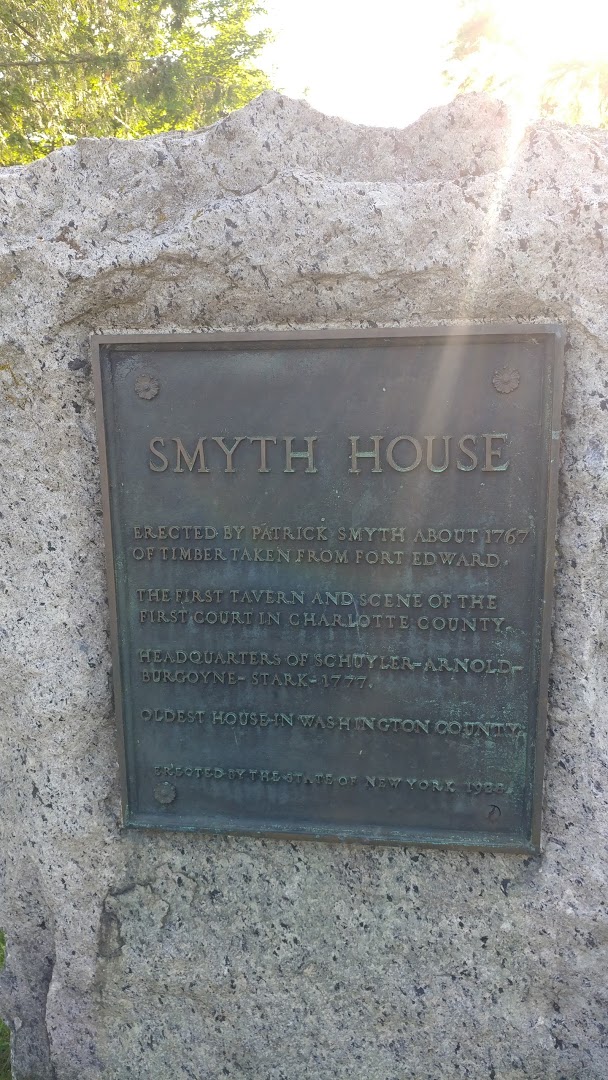 SMYTH HOUSE
ERECTED BY PATRICK SMYTH ABOUT 1767
OF TIMBER TAKEN FROM FORT EDWARD.
THE FIRST TAVERN AND SCENE OF THE
FIRST COURT IN CHARLOTTE COUNTY.
HEADQUARTERS OF SCHUYLER-ARNOLD-
BURGOYNE-STARK-1777.
OLDEST HOUSE IN WASHINGTON COUNTY.
ERECTED BY THE STATE OF NEW YORK